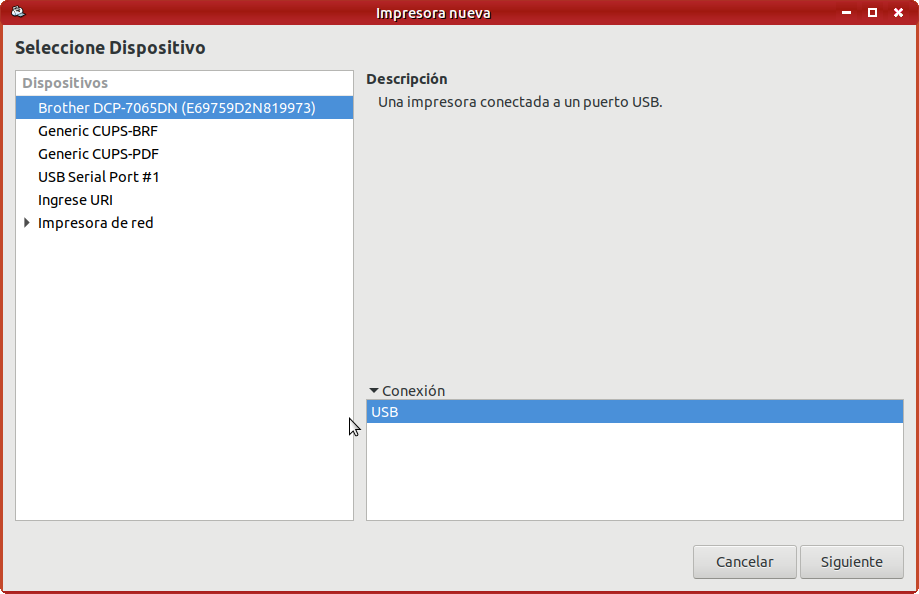 Impresora nueva
Seleccione Dispositivo
Dispositivos
Brother DCP-7065DN (E69759D2N819973)
Generic CUPS-BRF
Generic CUPS-PDF
USB Serial Port #1
Ingrese URI
Impresora de red
Descripción
Una impresora conectada a un puerto USB.
Conexión
USB
Cancelar
Siguiente